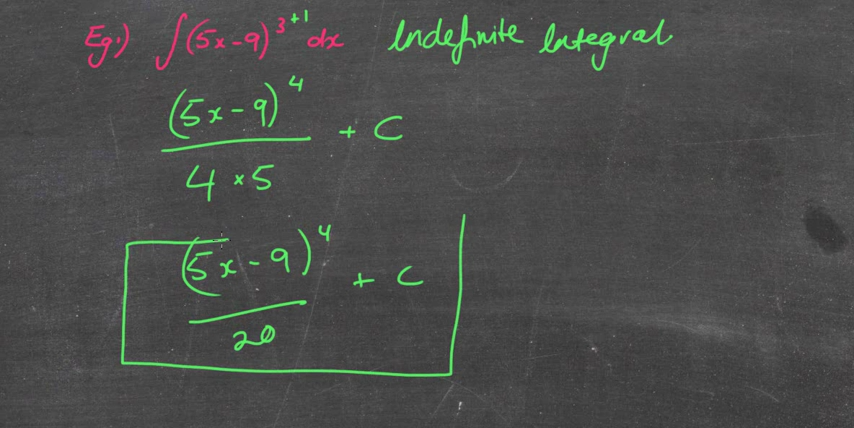 Eg:) ∫(5x-9)³⁺¹ dx Indefinite Integral
(5x-9)⁴
+ C
4 × 5
(5x-9)⁴
+ C
20